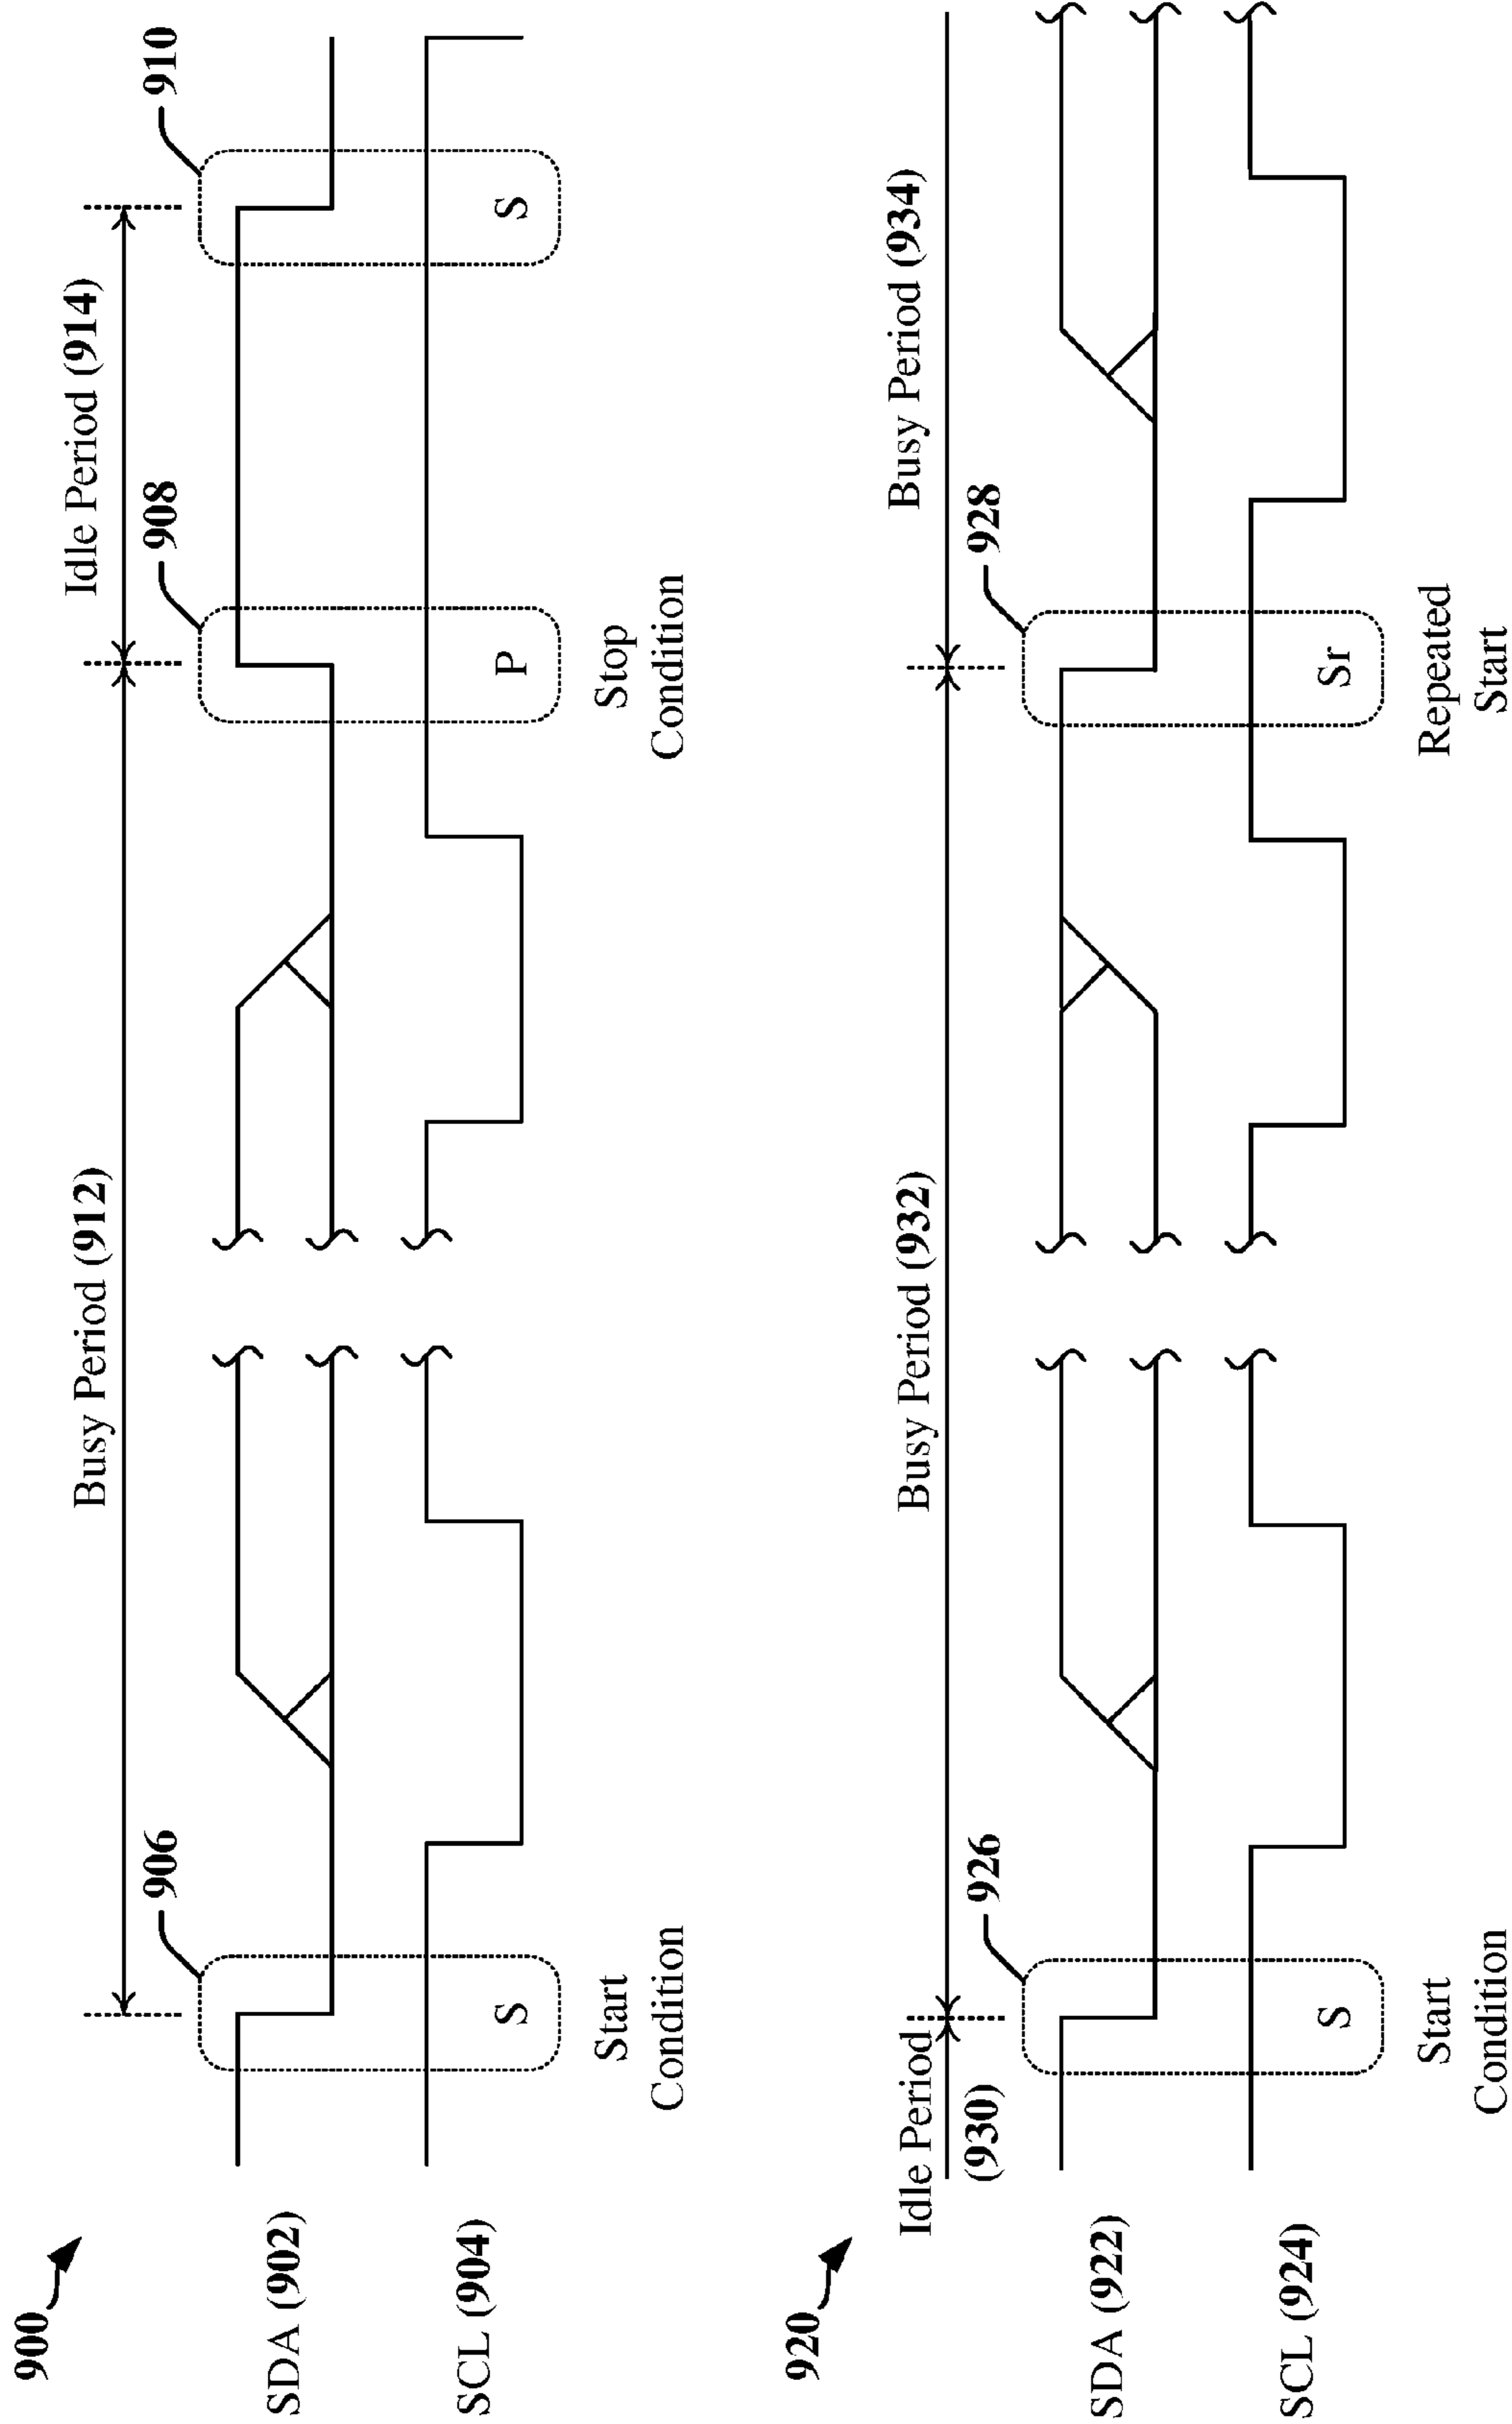 900
Busy Period (912)
Idle Period (914)
906
908
910
SDA (902)
SCL (904)
S
P
S
Start
Condition
Stop
Condition
920
Idle Period
(930)
Busy Period (932)
Busy Period (934)
926
928
SDA (922)
SCL (924)
S
Sr
Start
Condition
Repeated
Start